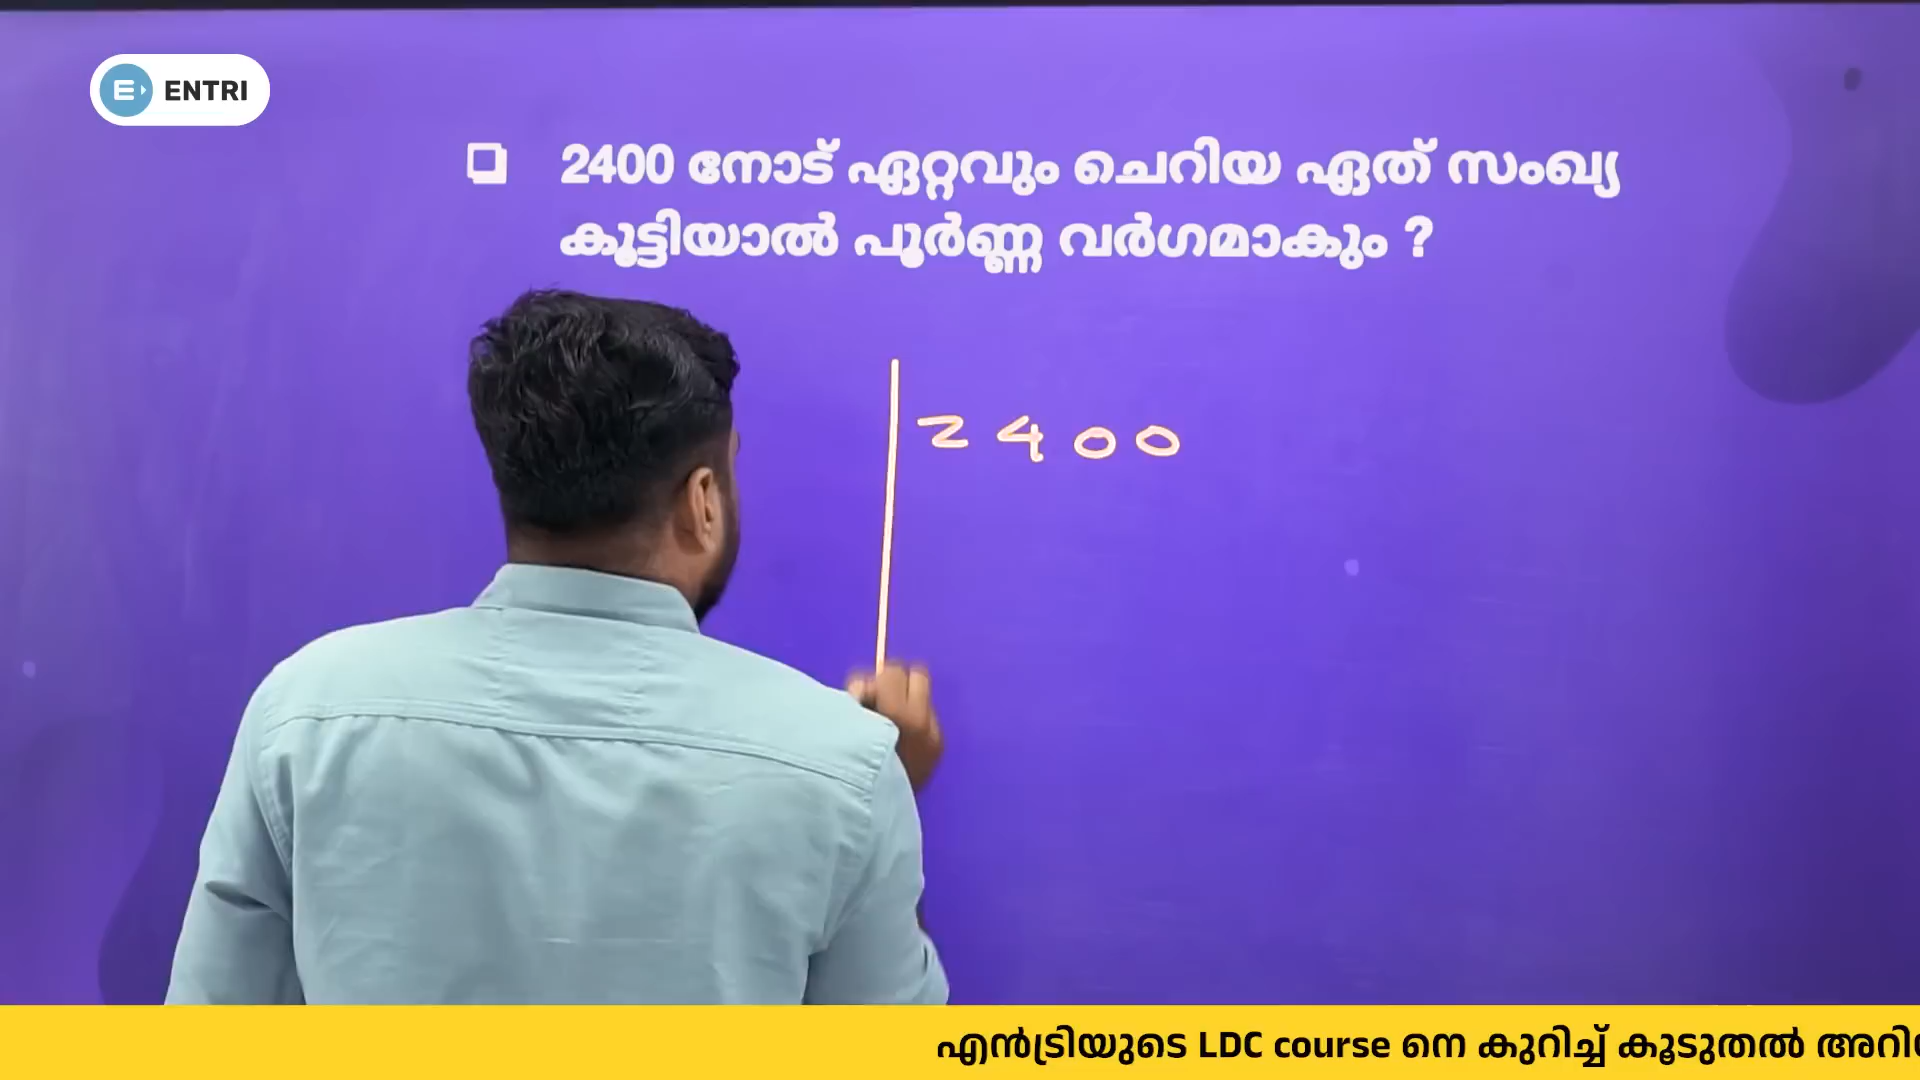 ENTRI
2400 നോട് ഏറ്റവും ചെറിയ ഏത് സംഖ്യ
കൂട്ടിയാൽ പൂർണ്ണ വർഗമാകും ?
2400
എൻട്രിയുടെ LDC course നെ കുറിച്ച് കൂടുതൽ